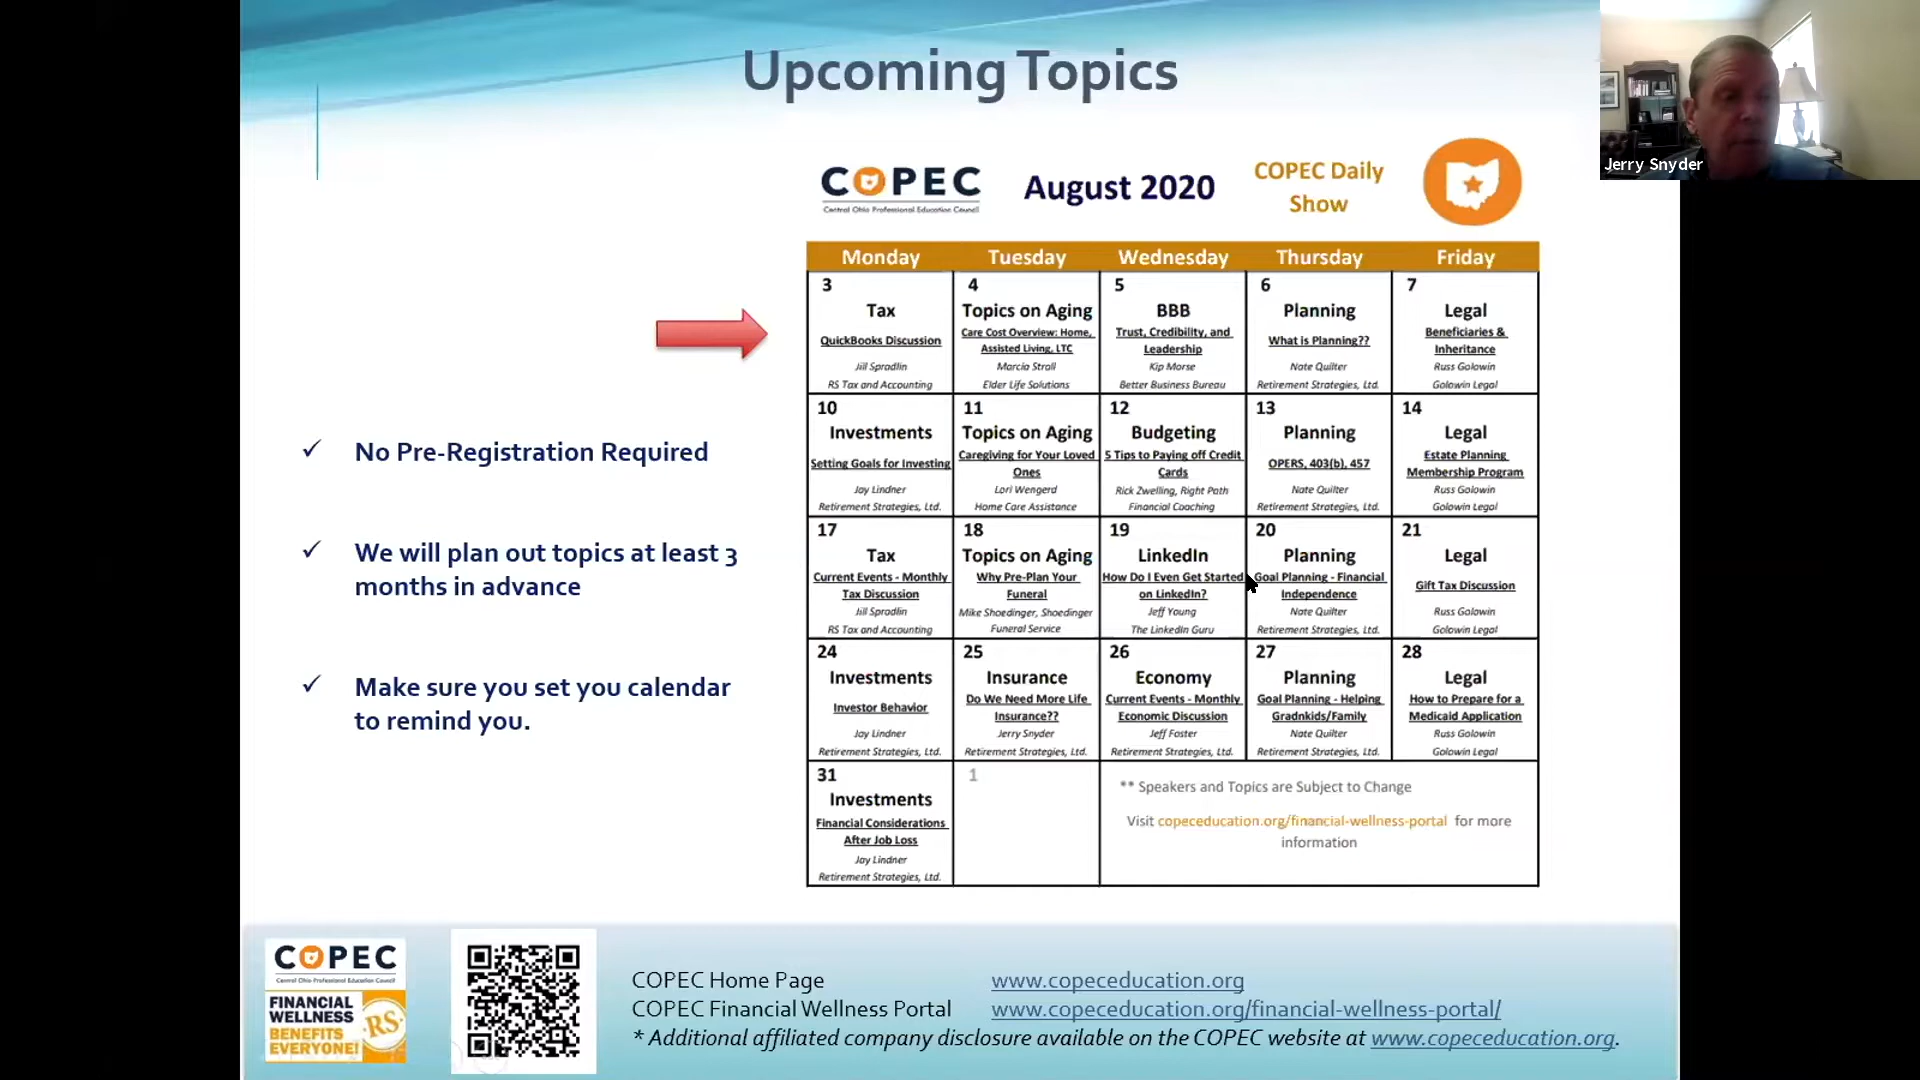 Upcoming Topics
Jerry Snyder
COPEC
Central Ohio Professional Education Council
August 2020
COPEC Daily
Show
Monday Tuesday Wednesday Thursday Friday
3
Tax
QuickBooks Discussion
Jill Spradlin
RS Tax and Accounting
4
Topics on Aging
Care Cost Overview: Home,
Assisted Living, LTC
Marcia Strall
Elder Life Solutions
5
BBB
Trust, Credibility, and
Leadership
Kip Morse
Better Business Bureau
6
Planning
What is Planning??
Nate Quilter
Retirement Strategies, Ltd.
7
Legal
Beneficiaries &
Inheritance
Russ Golowin
Golowin Legal
10
Investments
Setting Goals for Investing
Jay Lindner
Retirement Strategies, Ltd.
11
Topics on Aging
Caregiving for Your Loved
Ones
Lori Wengerd
Home Care Assistance
12
Budgeting
5 Tips to Paying off Credit
Cards
Rick Zwelling, Right Path
Financial Coaching
13
Planning
OPERS, 403(b), 457
Nate Quilter
Retirement Strategies, Ltd.
14
Legal
Estate Planning
Membership Program
Russ Golowin
Golowin Legal
17
Tax
Current Events - Monthly
Tax Discussion
Jill Spradlin
RS Tax and Accounting
18
Topics on Aging
Why Pre-Plan Your
Funeral
Mike Shoedinger, Shoedinger
Funeral Service
19
LinkedIn
How Do I Even Get Started
on LinkedIn?
Jeff Young
The LinkedIn Guru
20
Planning
Goal Planning - Financial
Independence
Nate Quilter
Retirement Strategies, Ltd.
21
Legal
Gift Tax Discussion
Russ Golowin
Golowin Legal
24
Investments
Investor Behavior
Jay Lindner
Retirement Strategies, Ltd.
25
Insurance
Do We Need More Life
Insurance??
Jerry Snyder
Retirement Strategies, Ltd.
26
Economy
Current Events - Monthly
Economic Discussion
Jeff Foster
Retirement Strategies, Ltd.
27
Planning
Goal Planning - Helping
Gradnkids/Family
Nate Quilter
Retirement Strategies, Ltd.
28
Legal
How to Prepare for a
Medicaid Application
Russ Golowin
Golowin Legal
31
Investments
Financial Considerations
After Job Loss
Jay Lindner
Retirement Strategies, Ltd.
1
** Speakers and Topics are Subject to Change
Visit copeceducation.org/financial-wellness-portal for more
information
✓ No Pre-Registration Required
✓ We will plan out topics at least 3
months in advance
✓ Make sure you set you calendar
to remind you.
COPEC
Central Ohio Professional Education Council
FINANCIAL
WELLNESS
BENEFITS
EVERYONE!
RS
COPEC Home Page www.copeceducation.org
COPEC Financial Wellness Portal www.copeceducation.org/financial-wellness-portal/
* Additional affiliated company disclosure available on the COPEC website at www.copeceducation.org.